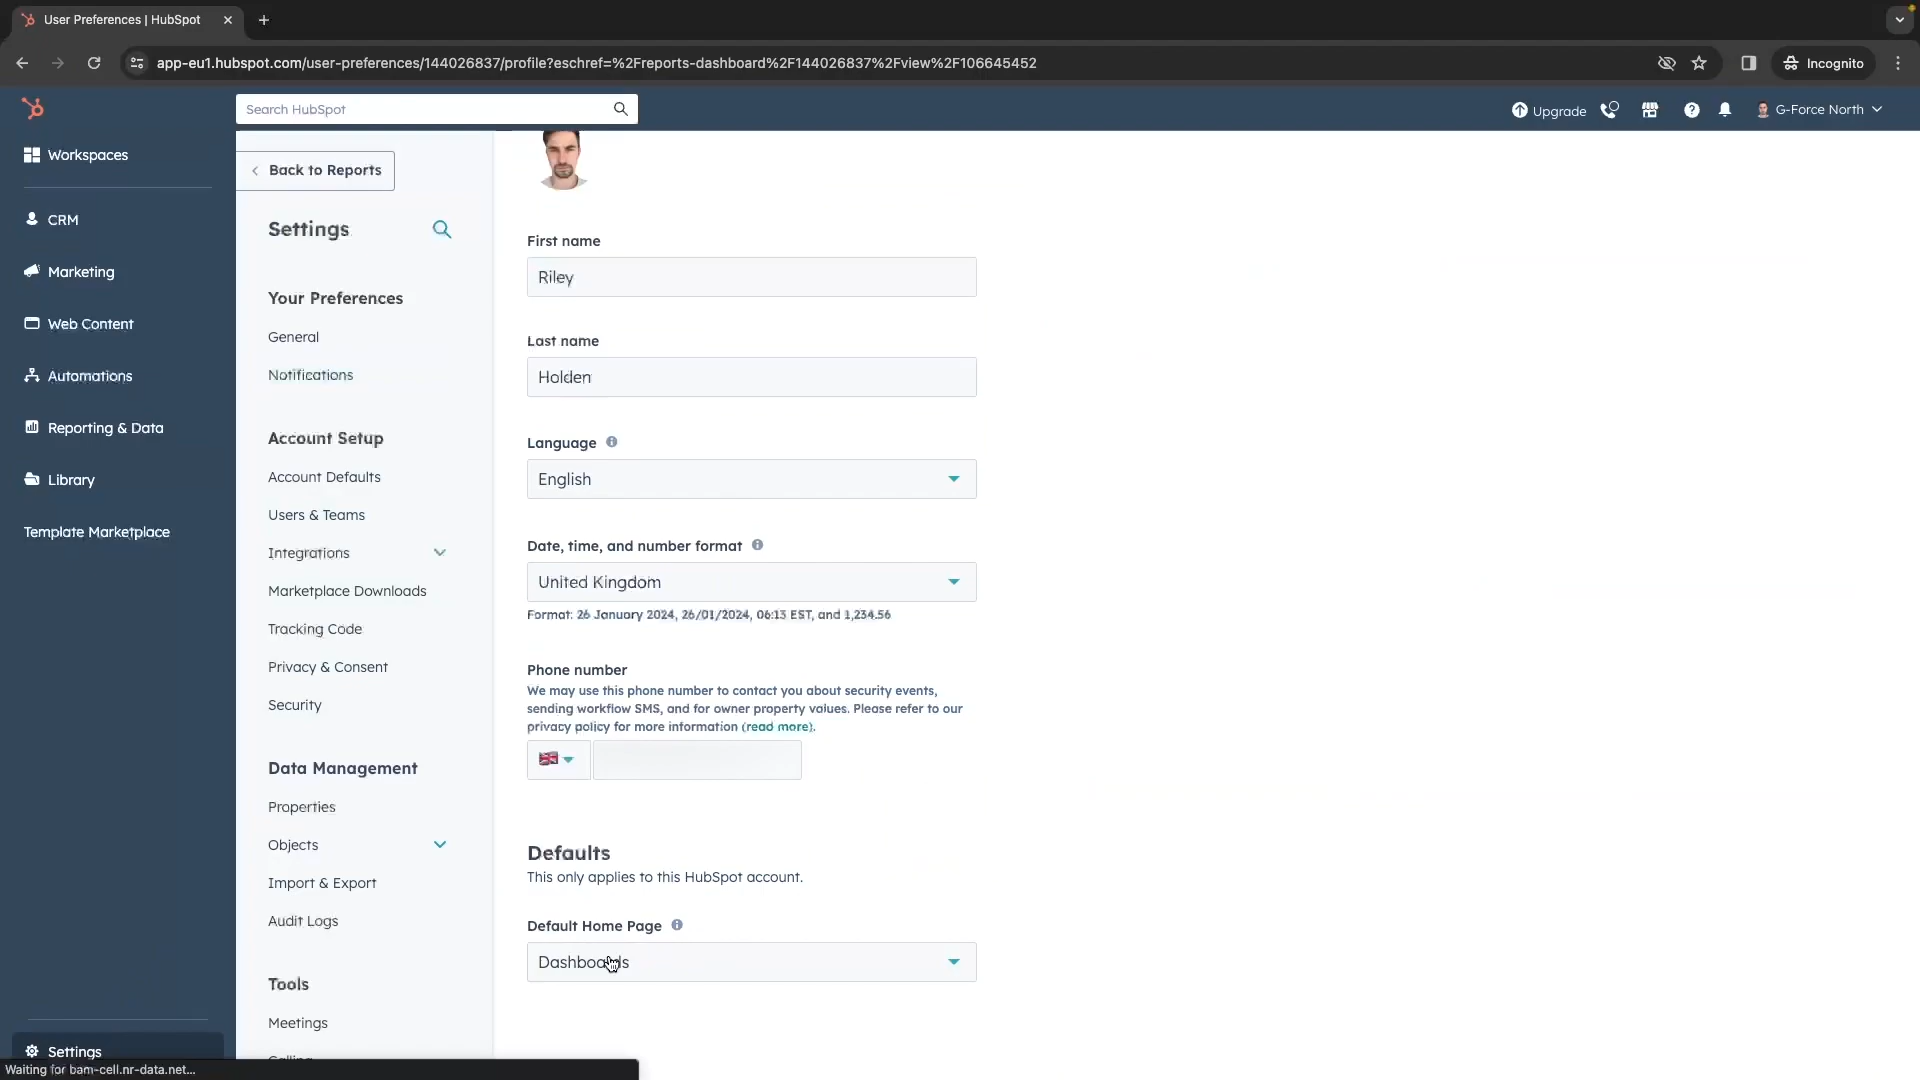 User Preferences | HubSpot
app-eu1.hubspot.com/user-preferences/144026837/profile?eschref=%2Freports-dashboard%2F144026837%2Fview%2F106645452
Incognito
Search HubSpot
Upgrade
G-Force North
Workspaces
CRM
Marketing
Web Content
Automations
Reporting & Data
Library
Template Marketplace
Settings
Waiting for bam-cell.nr-data.net...
Back to Reports
Settings
Your Preferences
General
Notifications
Account Setup
Account Defaults
Users & Teams
Integrations
Marketplace Downloads
Tracking Code
Privacy & Consent
Security
Data Management
Properties
Objects
Import & Export
Audit Logs
Tools
Meetings
Calling
First name
Riley
Last name
Holden
Language
English
Date, time, and number format
United Kingdom
Format: 26 January 2024, 26/01/2024, 06:13 EST, and 1,234.56
Phone number
We may use this phone number to contact you about security events,
sending workflow SMS, and for owner property values. Please refer to our
privacy policy for more information (read more).
Defaults
This only applies to this HubSpot account.
Default Home Page
Dashboards